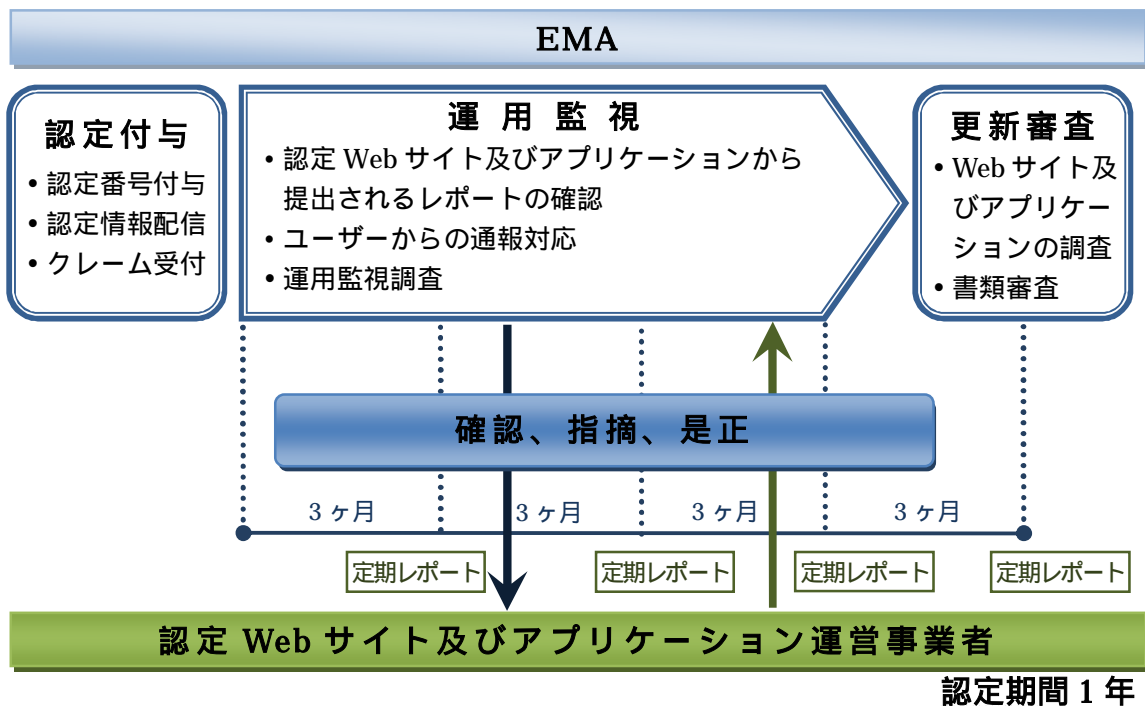 EMA
認定付与
• 認定番号付与
• 認定情報配信
• クレーム受付
運用監視
• 認定 Web サイト及びアプリケーションから
提出されるレポートの確認
• ユーザーからの通報対応
• 運用監視調査
更新審査
• Web サイト及
びアプリケー
ションの調査
• 書類審査
確認、指摘、是正
3 ヶ月
3 ヶ月
3 ヶ月
3 ヶ月
定期レポート
定期レポート
定期レポート
定期レポート
認定 Web サイト及びアプリケーション運営事業者
認定期間 1 年